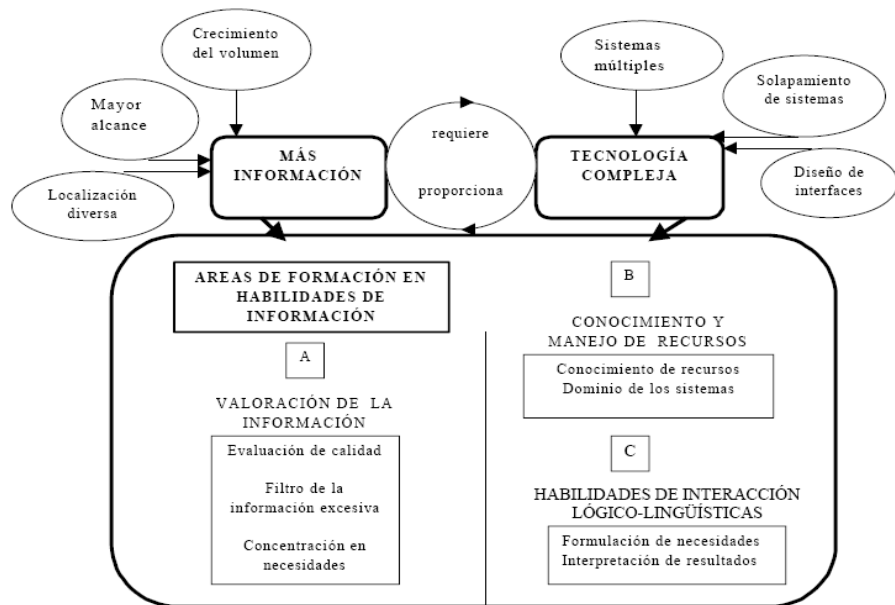 Crecimiento
del volumen
Sistemas
múltiples
Solapamiento
de sistemas
Mayor
alcance
requiere
MÁS
INFORMACIÓN
TECNOLOGÍA
COMPLEJA
Localización
diversa
proporciona
Diseño de
interfaces
AREAS DE FORMACIÓN EN
HABILIDADES DE
INFORMACIÓN
A
VALORACIÓN DE LA
INFORMACIÓN
Evaluación de calidad
Filtro de la
información excesiva
Concentración en
necesidades
B
CONOCIMIENTO Y
MANEJO DE RECURSOS
Conocimiento de recursos
Dominio de los sistemas
C
HABILIDADES DE INTERACCIÓN
LÓGICO-LINGÜÍSTICAS
Formulación de necesidades
Interpretación de resultados